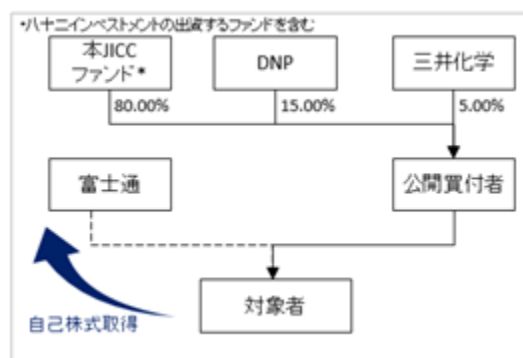 *八十二インベストメントの出資するファンドを含む
本JICC
ファンド*
DNP
三井化学
80.00%
15.00%
5.00%
富士通
公開買付者
対象者
自己株式取得